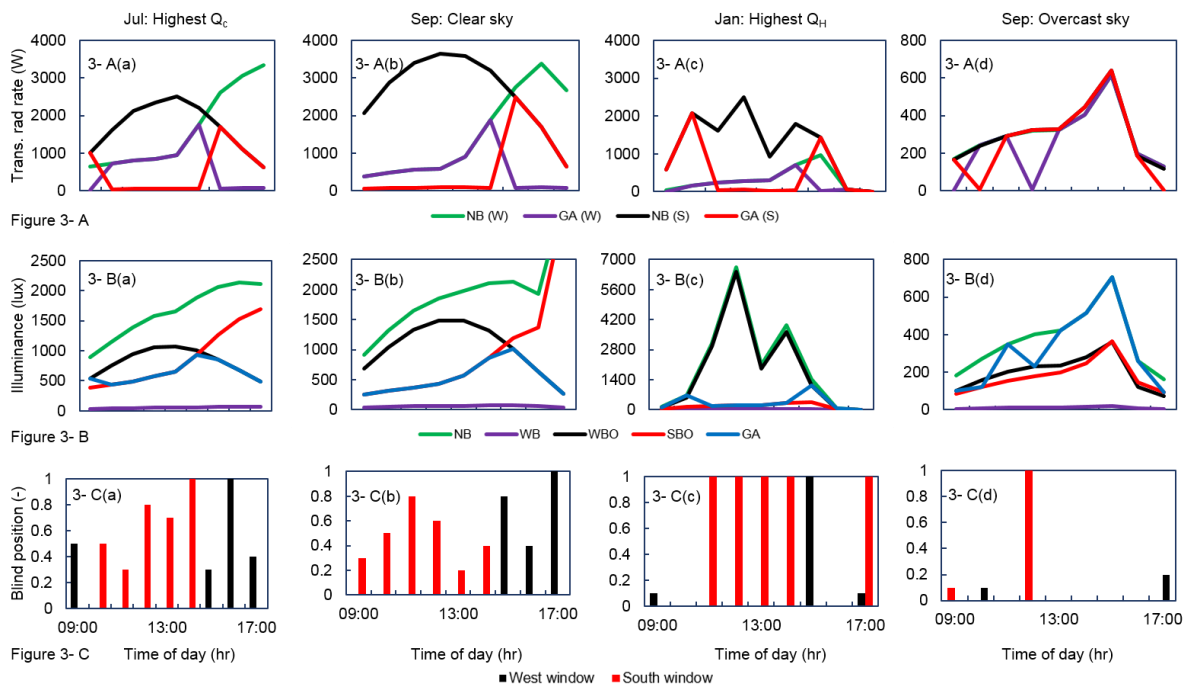 Jul: Highest Qc
Sep: Clear sky
Jan: Highest QH
Sep: Overcast sky
Trans. rad rate (W)
4000
3000
2000
1000
0
3- A(a)
4000
3000
2000
1000
0
3- A(b)
4000
3000
2000
1000
0
3- A(c)
800
600
400
200
0
3- A(d)
Figure 3- A
NB (W) GA (W) NB (S) GA (S)
Illuminance (lux)
2500
2000
1500
1000
500
0
3- B(a)
2500
2000
1500
1000
500
0
3- B(b)
7000
5600
4200
2800
1400
0
3- B(c)
800
600
400
200
0
3- B(d)
Figure 3- B
NB WB WBO SBO GA
Blind position (-)
1
0.8
0.6
0.4
0.2
0
3- C(a)
09:00 13:00 17:00
1
0.8
0.6
0.4
0.2
0
3- C(b)
09:00 13:00 17:00
1
0.8
0.6
0.4
0.2
0
3- C(c)
09:00 13:00 17:00
1
0.8
0.6
0.4
0.2
0
3- C(d)
09:00 13:00 17:00
Figure 3- C
Time of day (hr)
Time of day (hr)
Time of day (hr)
Time of day (hr)
West window South window